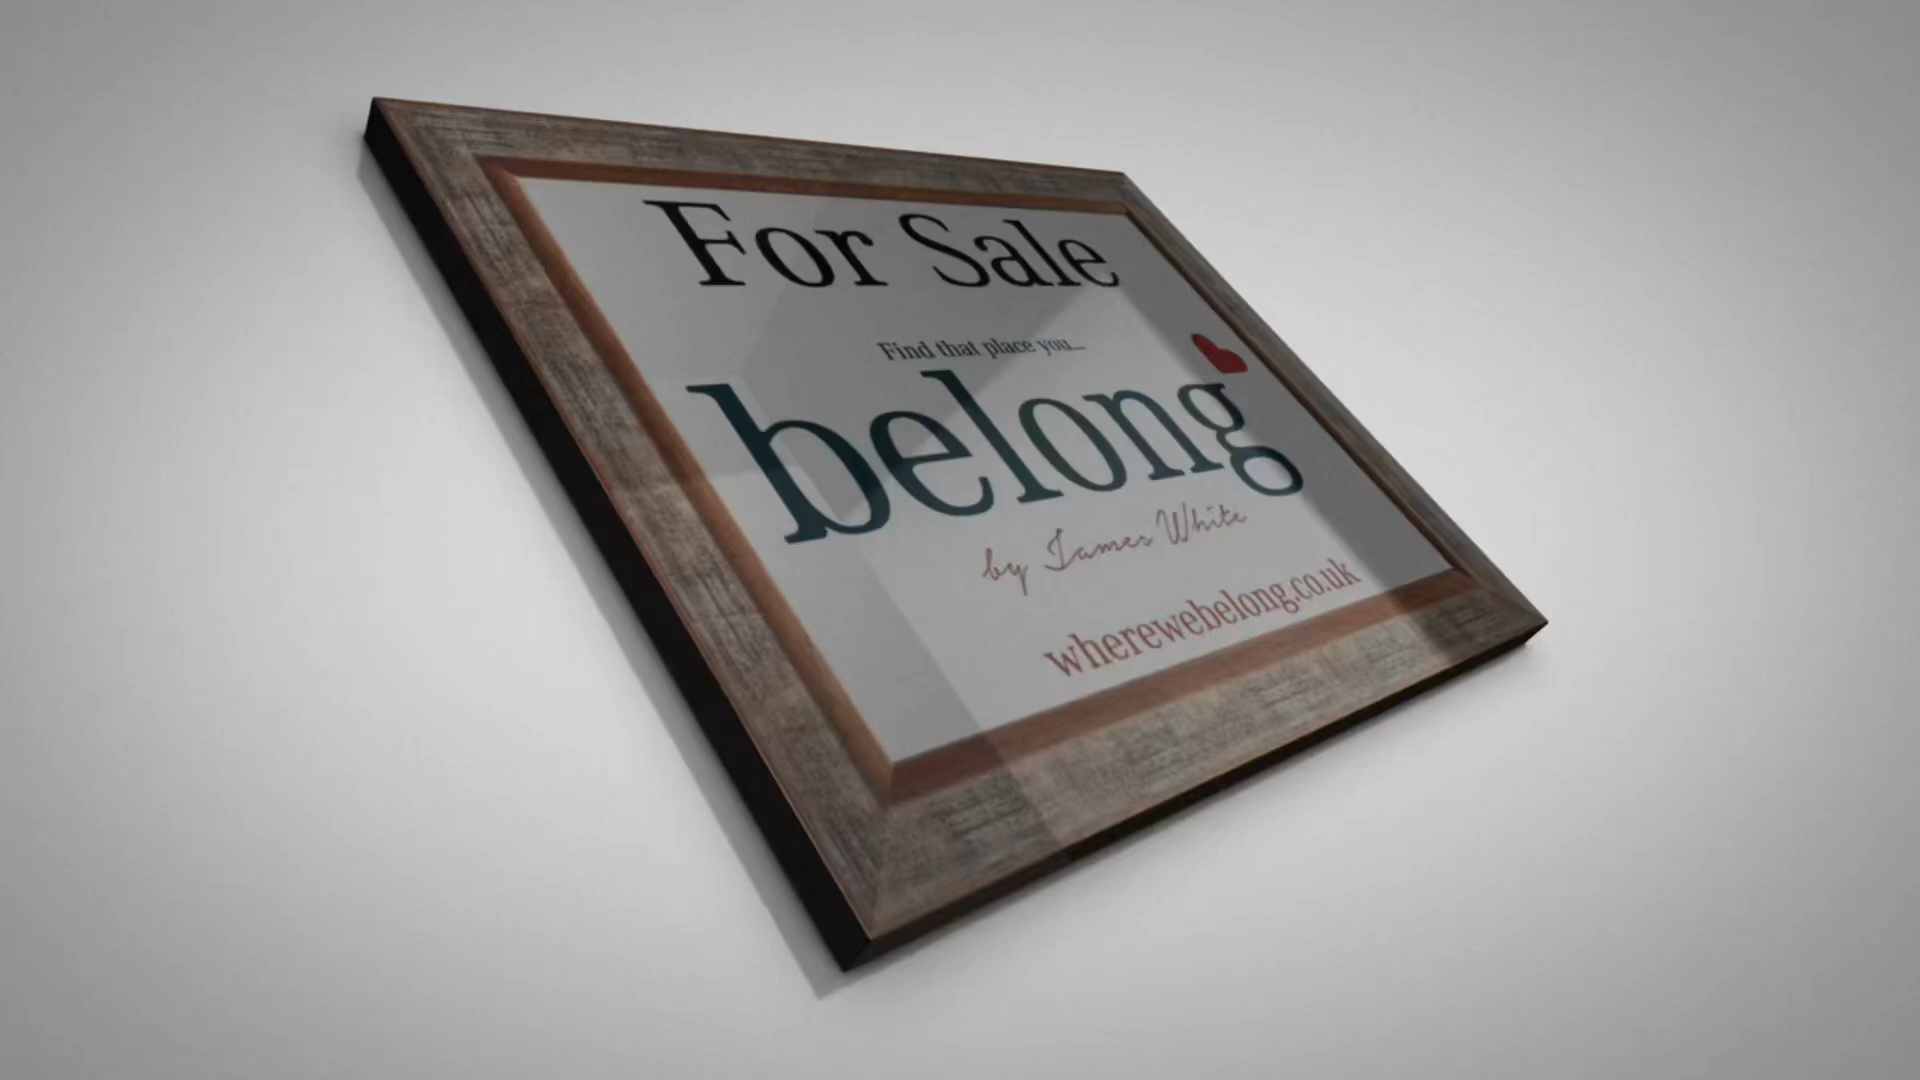 For Sale
Find that place you...
belong
by James White
wherewebelong.co.uk